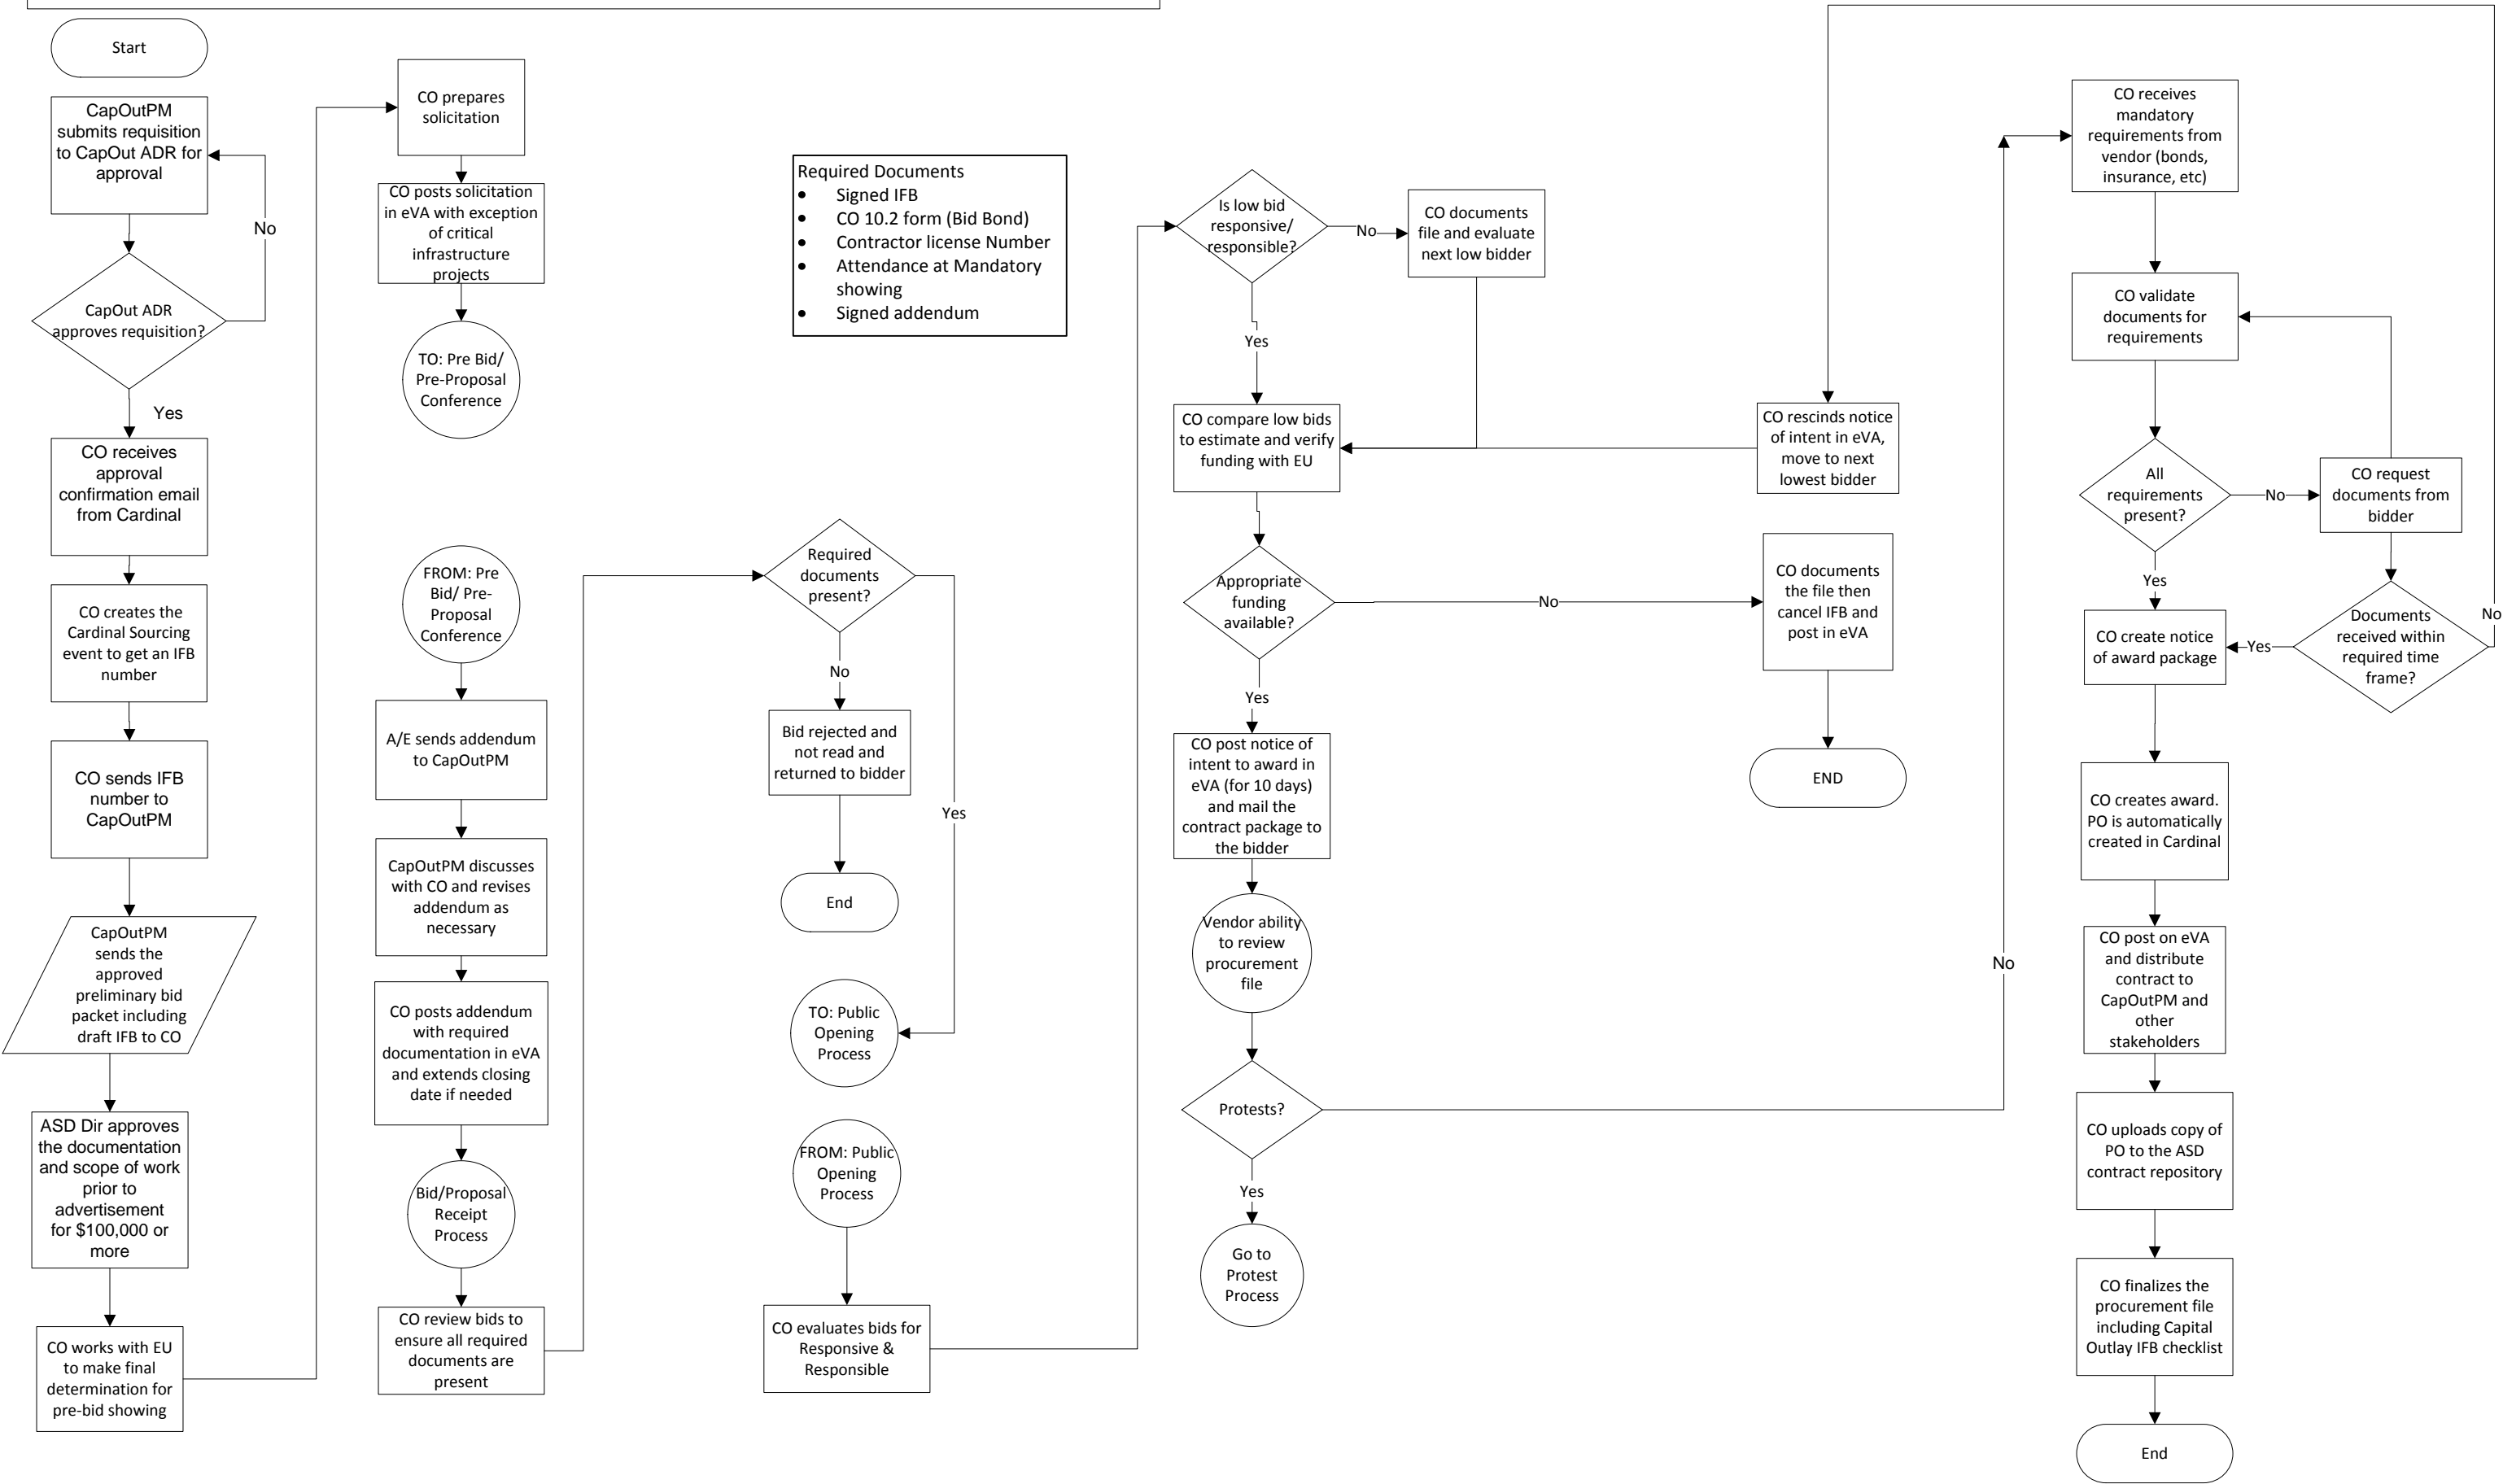 Start
CapOutPM
submits requisition
to CapOut ADR for
approval
No
CapOut ADR
approves requisition?
Yes
CO receives
approval
confirmation email
from Cardinal
CO creates the
Cardinal Sourcing
event to get an IFB
number
CO sends IFB
number to
CapOutPM
CapOutPM
sends the
approved
preliminary bid
packet including
draft IFB to CO
ASD Dir approves
the documentation
and scope of work
prior to
advertisement
for $100,000 or
more
CO works with EU
to make final
determination for
pre-bid showing
CO prepares
solicitation
CO posts solicitation
in eVA with exception
of critical
infrastructure
projects
TO: Pre Bid/
Pre-Proposal
Conference
FROM: Pre
Bid/ Pre-
Proposal
Conference
A/E sends addendum
to CapOutPM
CapOutPM discusses
with CO and revises
addendum as
necessary
CO posts addendum
with required
documentation in eVA
and extends closing
date if needed
Bid/Proposal
Receipt
Process
CO review bids to
ensure all required
documents are
present
Required Documents
• Signed IFB
• CO 10.2 form (Bid Bond)
• Contractor license Number
• Attendance at Mandatory
showing
• Signed addendum
Required
documents
present?
No
Yes
Bid rejected and
not read and
returned to bidder
End
TO: Public
Opening
Process
FROM: Public
Opening
Process
CO evaluates bids for
Responsive &
Responsible
Is low bid
responsive/
responsible?
No
CO documents
file and evaluate
next low bidder
Yes
CO compare low bids
to estimate and verify
funding with EU
CO rescinds notice
of intent in eVA,
move to next
lowest bidder
Appropriate
funding
available?
No
CO documents
the file then
cancel IFB and
post in eVA
END
Yes
CO post notice of
intent to award in
eVA (for 10 days)
and mail the
contract package to
the bidder
Vendor ability
to review
procurement
file
Protests?
No
Yes
Go to
Protest
Process
CO receives
mandatory
requirements from
vendor (bonds,
insurance, etc)
CO validate
documents for
requirements
All
requirements
present?
No
CO request
documents from
bidder
Yes
Documents
received within
required time
frame?
No
Yes
CO create notice
of award package
CO creates award.
PO is automatically
created in Cardinal
CO post on eVA
and distribute
contract to
CapOutPM and
other
stakeholders
CO uploads copy of
PO to the ASD
contract repository
CO finalizes the
procurement file
including Capital
Outlay IFB checklist
End